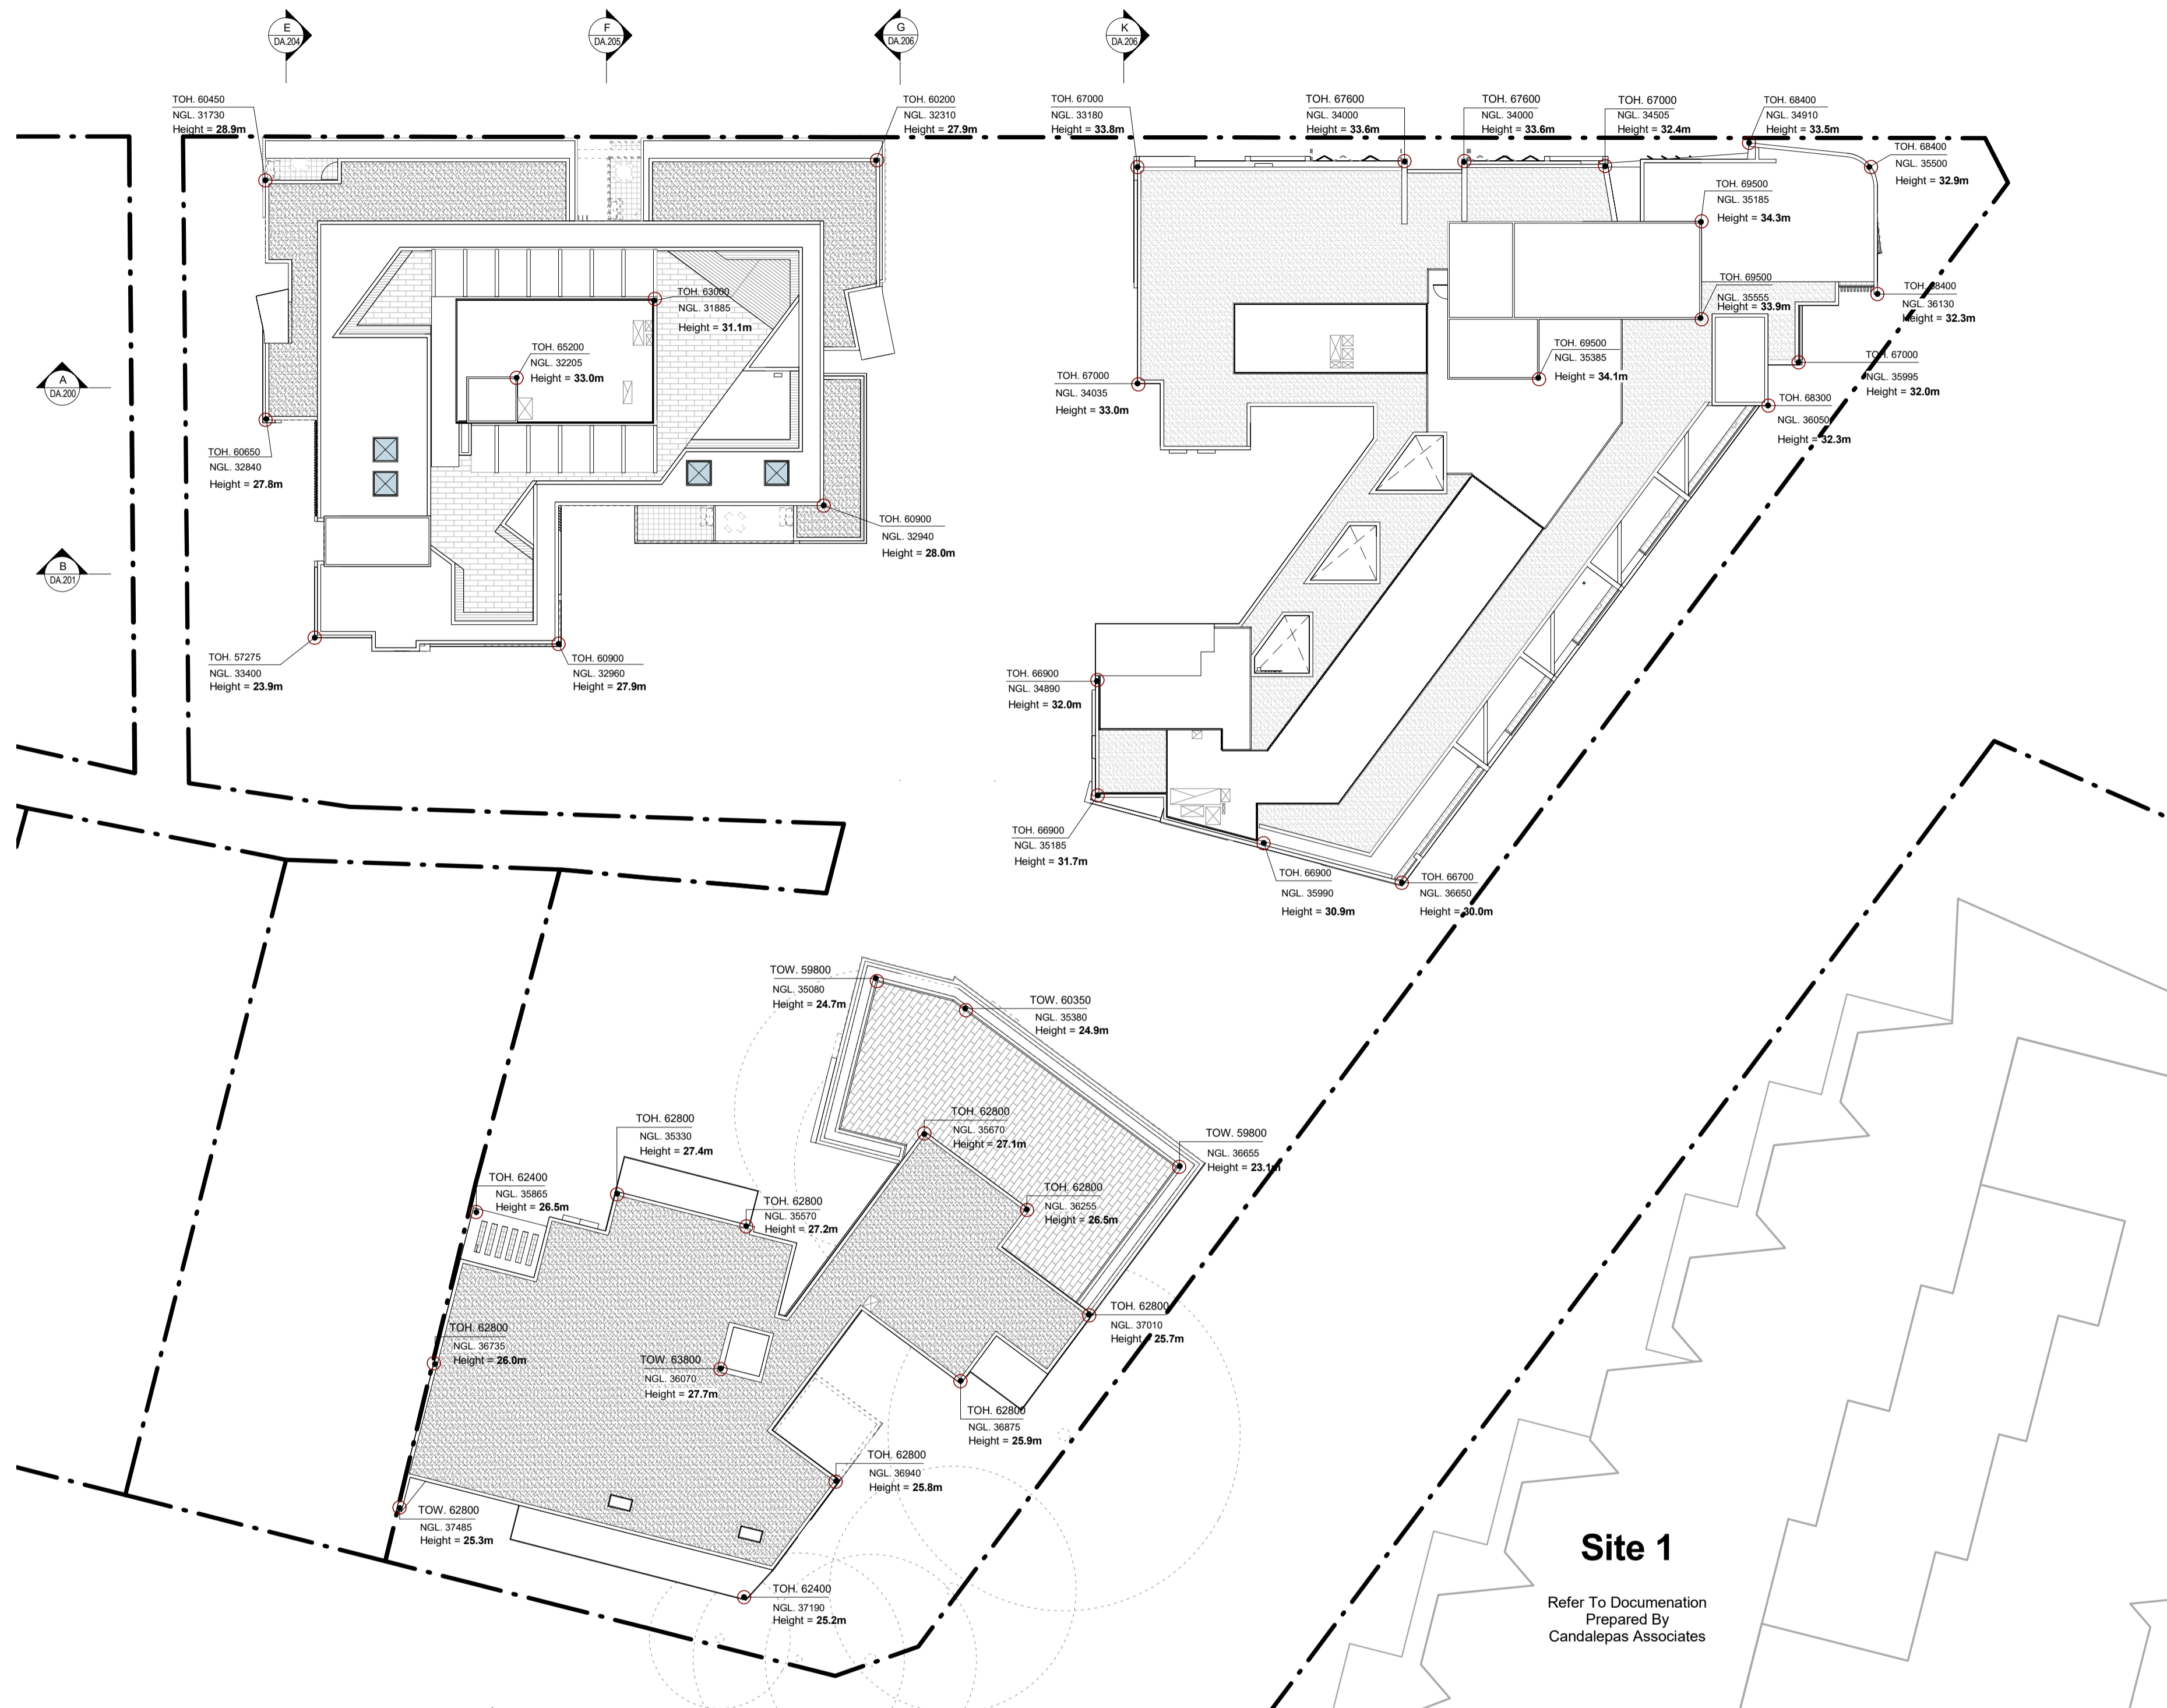 E
DA.204
F
DA.205
G
DA.206
K
DA.206
TOH. 60450
NGL. 31730
Height = 28.9m
TOH. 60200
NGL. 32310
Height = 27.9m
TOH. 67000
NGL. 33180
Height = 33.8m
TOH. 67600
NGL. 34000
Height = 33.6m
TOH. 67600
NGL. 34000
Height = 33.6m
TOH. 67000
NGL. 34505
Height = 32.4m
TOH. 68400
NGL. 34910
Height = 33.5m
TOH. 68400
NGL. 35500
Height = 32.9m
TOH. 69500
NGL. 35185
Height = 34.3m
TOH. 63000
NGL. 31885
Height = 31.1m
TOH. 69500
NGL. 35555
Height = 33.9m
TOH. 68400
NGL. 36130
Height = 32.3m
TOH. 65200
NGL. 32205
Height = 33.0m
TOH. 69500
NGL. 35385
Height = 34.1m
A
DA.200
TOH. 67000
NGL. 34035
Height = 33.0m
TOH. 67000
NGL. 35995
Height = 32.0m
TOH. 68300
NGL. 36050
Height = 32.3m
TOH. 60650
NGL. 32840
Height = 27.8m
TOH. 60900
NGL. 32940
Height = 28.0m
B
DA.201
TOH. 57275
NGL. 33400
Height = 23.9m
TOH. 60900
NGL. 32960
Height = 27.9m
TOH. 66900
NGL. 34890
Height = 32.0m
TOH. 66900
NGL. 35185
Height = 31.7m
TOH. 66900
NGL. 35990
Height = 30.9m
TOH. 66700
NGL. 36650
Height = 30.0m
TOW. 59800
NGL. 35080
Height = 24.7m
TOW. 60350
NGL. 35380
Height = 24.9m
TOH. 62800
NGL. 35330
Height = 27.4m
TOH. 62800
NGL. 35670
Height = 27.1m
TOW. 59800
NGL. 36655
Height = 23.1m
TOH. 62400
NGL. 35865
Height = 26.5m
TOH. 62800
NGL. 35570
Height = 27.2m
TOH. 62800
NGL. 36255
Height = 26.5m
TOH. 62800
NGL. 37010
Height = 25.7m
TOH. 62800
NGL. 36735
Height = 26.0m
TOW. 63800
NGL. 36070
Height = 27.7m
TOH. 62800
NGL. 36875
Height = 25.9m
TOH. 62800
NGL. 36940
Height = 25.8m
TOW. 62800
NGL. 37485
Height = 25.3m
TOH. 62400
NGL. 37190
Height = 25.2m
Site 1
Refer To Documenation
Prepared By
Candalepas Associates